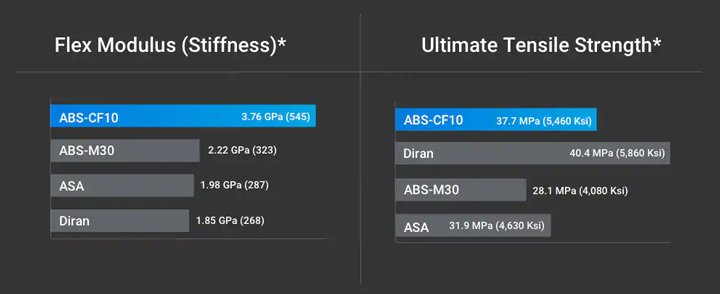 Flex Modulus (Stiffness)*
ABS-CF10 3.76 GPa (545)
ABS-M30 2.22 GPa (323)
ASA 1.98 GPa (287)
Diran 1.85 GPa (268)
Ultimate Tensile Strength*
ABS-CF10 37.7 MPa (5,460 Ksi)
Diran 40.4 MPa (5,860 Ksi)
ABS-M30 28.1 MPa (4,080 Ksi)
ASA 31.9 MPa (4,630 Ksi)